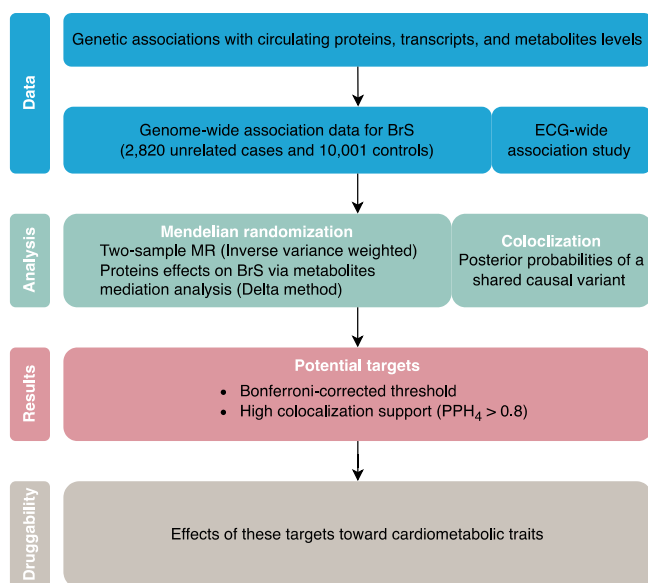 Data
Genetic associations with circulating proteins, transcripts, and metabolites levels
Genome-wide association data for BrS
(2,820 unrelated cases and 10,001 controls)
ECG-wide
association study
Analysis
Mendelian randomization
Two-sample MR (Inverse variance weighted)
Proteins effects on BrS via metabolites
mediation analysis (Delta method)
Coloclization
Posterior probabilities of a
shared causal variant
Results
Potential targets
• Bonferroni-corrected threshold
• High colocalization support (PPH4 > 0.8)
Druggability
Effects of these targets toward cardiometabolic traits